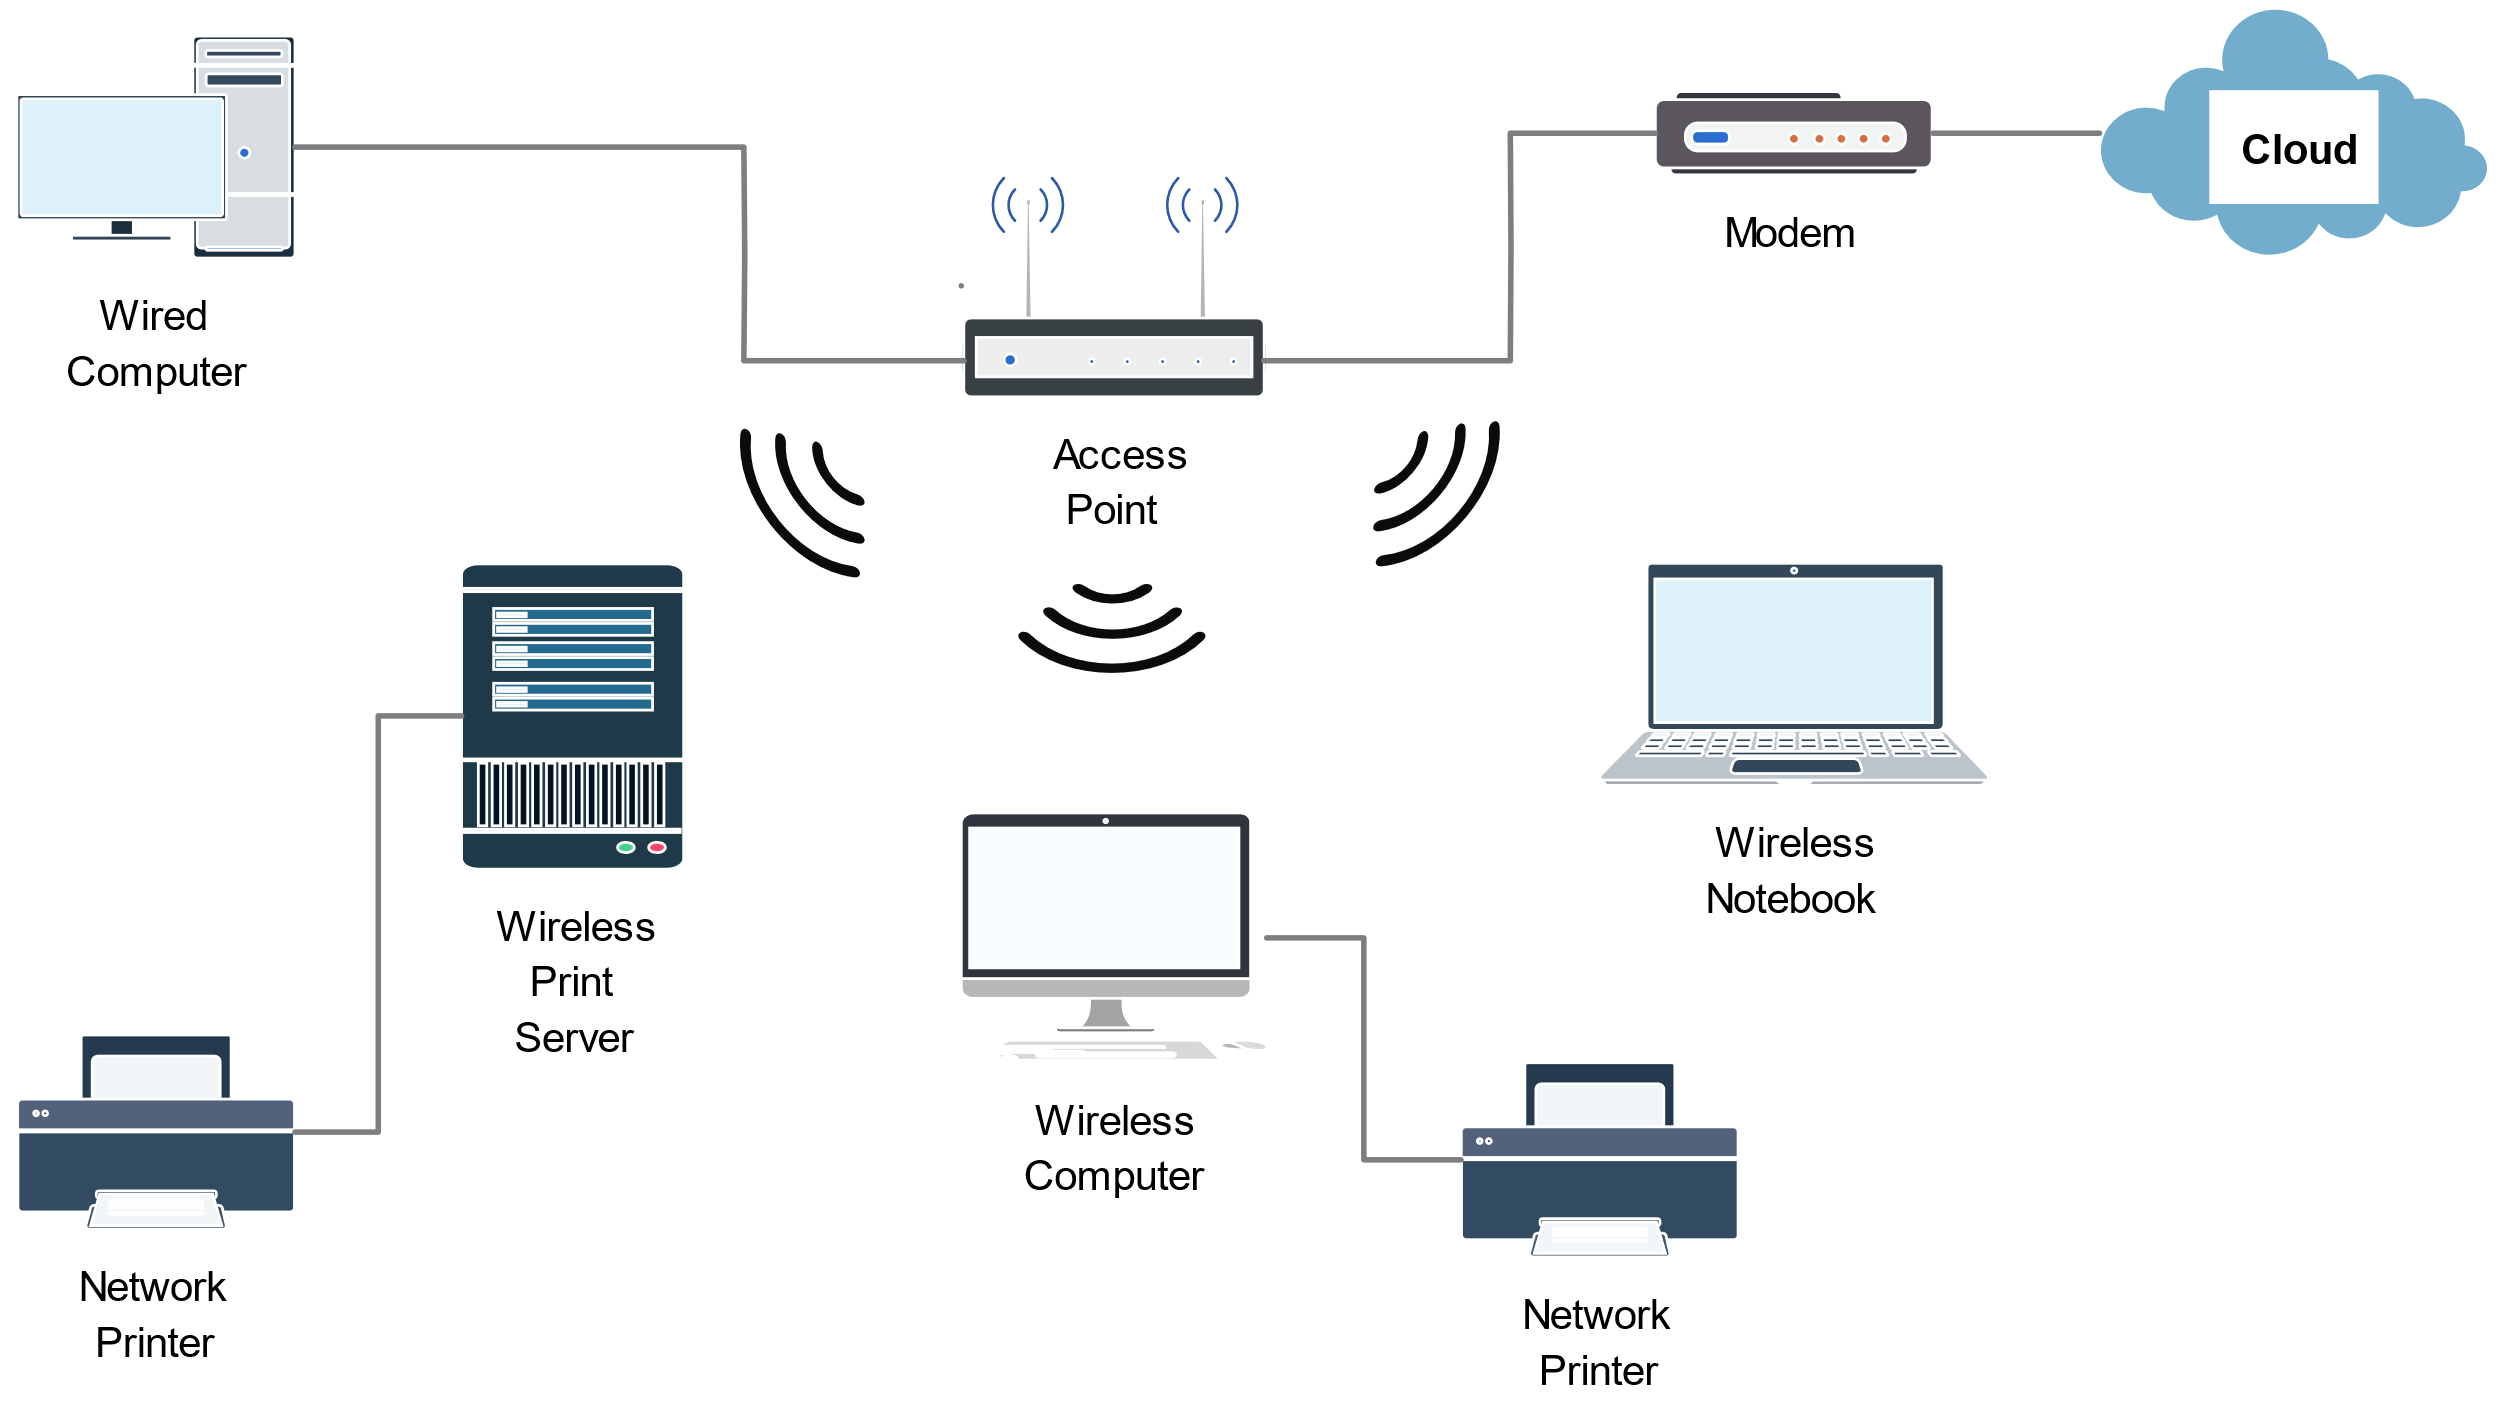 Cloud
Modem
Wired
Computer
Access
Point
Wireless
Notebook
Wireless
Print
Server
Wireless
Computer
Network
Printer
Network
Printer